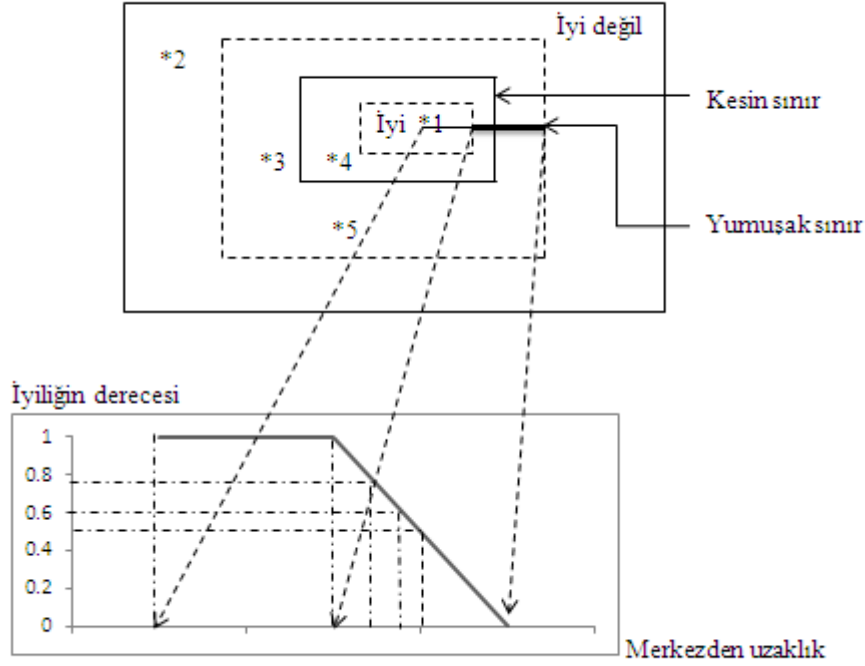 İyi değil
*2
Kesin sınır
İyi *1
*3
*4
Yumuşak sınır
*5
İyiliğin derecesi
1
0.8
0.6
0.4
0.2
0
Merkezden uzaklık